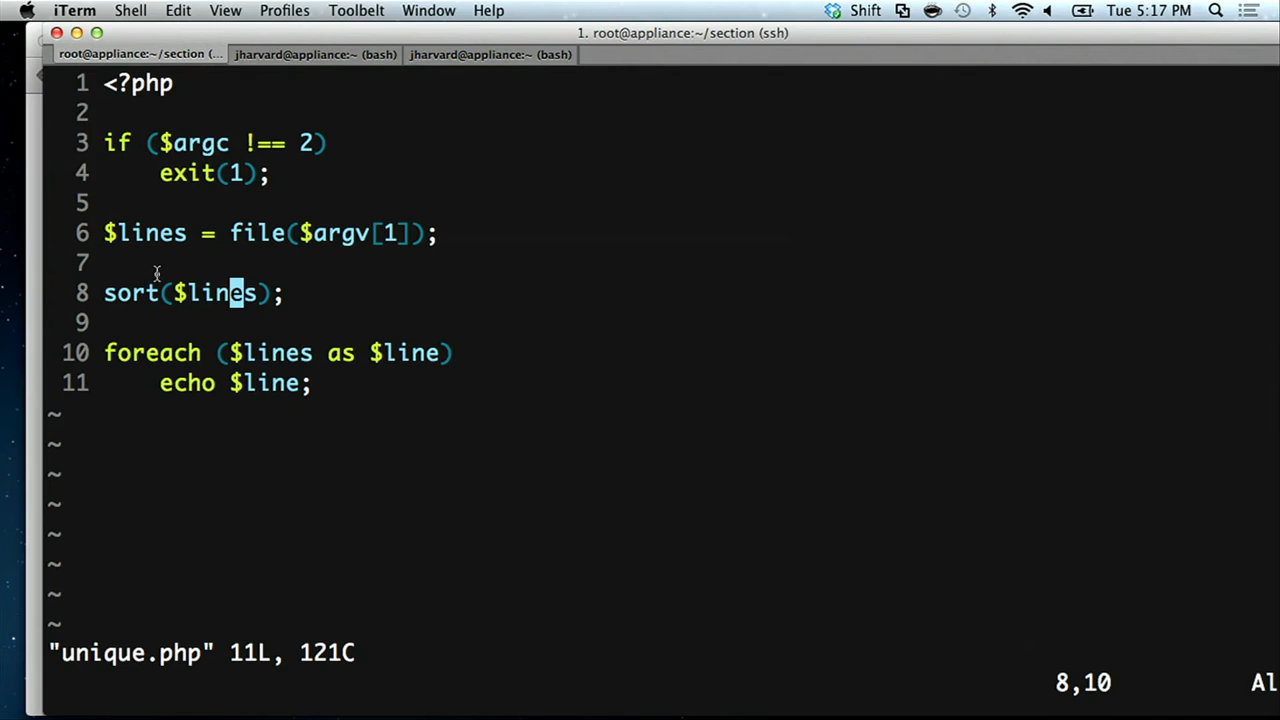 iTerm Shell Edit View Profiles Toolbelt Window Help Shift Tue 5:17 PM
1. root@appliance:~/section (ssh)
root@appliance:~/section (... jharvard@appliance:~ (bash) jharvard@appliance:~ (bash)
1 <?php
2
3 if ($argc !== 2)
4 exit(1);
5
6 $lines = file($argv[1]);
7
8 sort($lines);
9
10 foreach ($lines as $line)
11 echo $line;
~
~
~
~
~
~
~
~
"unique.php" 11L, 121C
8,10 Al